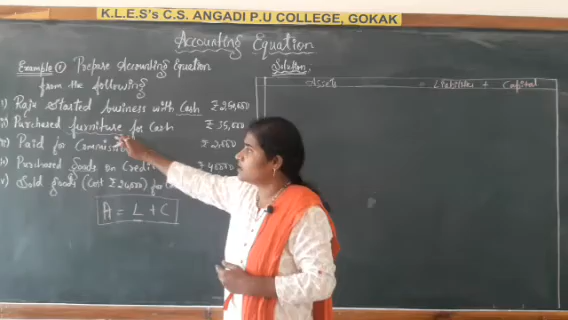 K.L.E.S's C.S. ANGADI P.U COLLEGE, GOKAK
Accounting Equation
Example ① Prepare Accounting Equation
from the following
Solution
Assets = Liabilities + Capital
i) Raju Started business with Cash ₹
ii) Purchased furniture for Cash ₹ 35,000
iii) Paid for ₹ 2,000
iv) Purchased Goods on Credit ₹
v) Sold goods (Cost ₹ 20,000) for
A = L + C